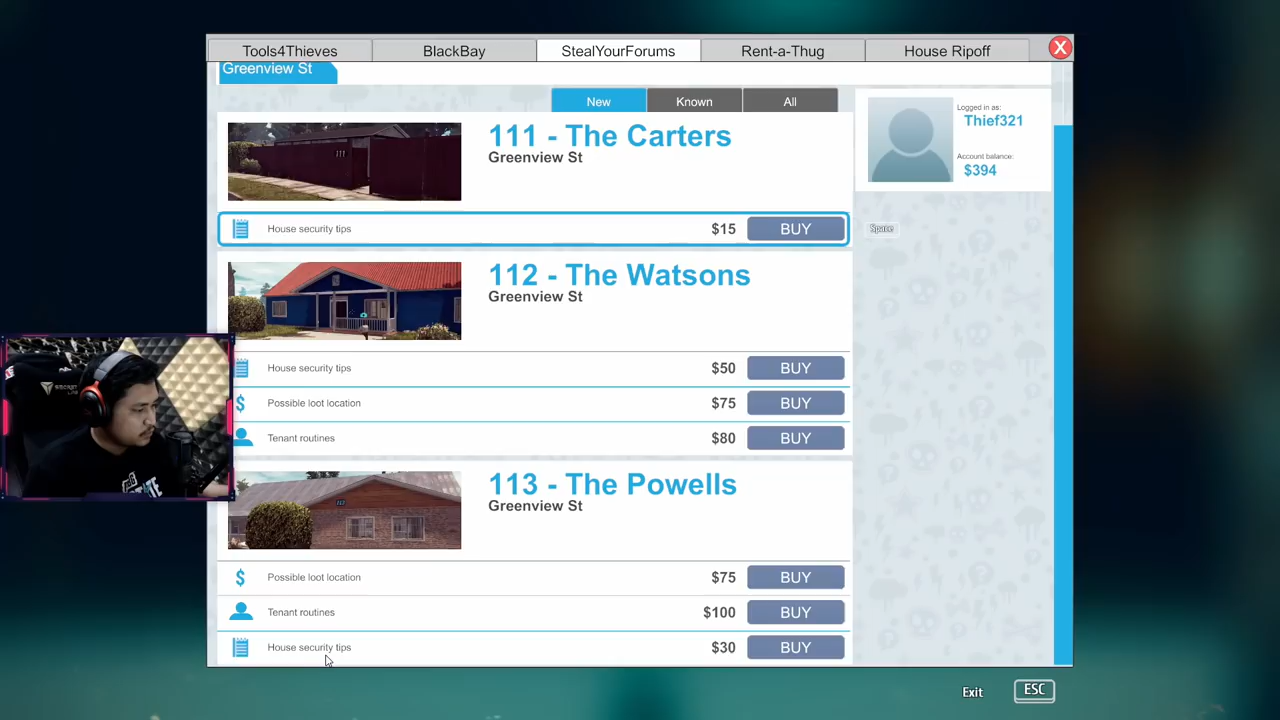 Tools4Thieves
BlackBay
StealYourForums
Rent-a-Thug
House Ripoff
X
Greenview St
New
Known
All
Logged in as:
Thief321
Account balance:
$394
111 - The Carters
Greenview St
111
House security tips
$15
BUY
Space
112 - The Watsons
Greenview St
House security tips
$50
BUY
Possible loot location
$75
BUY
Tenant routines
$80
BUY
113 - The Powells
Greenview St
113
Possible loot location
$75
BUY
Tenant routines
$100
BUY
House security tips
$30
BUY
Exit
ESC